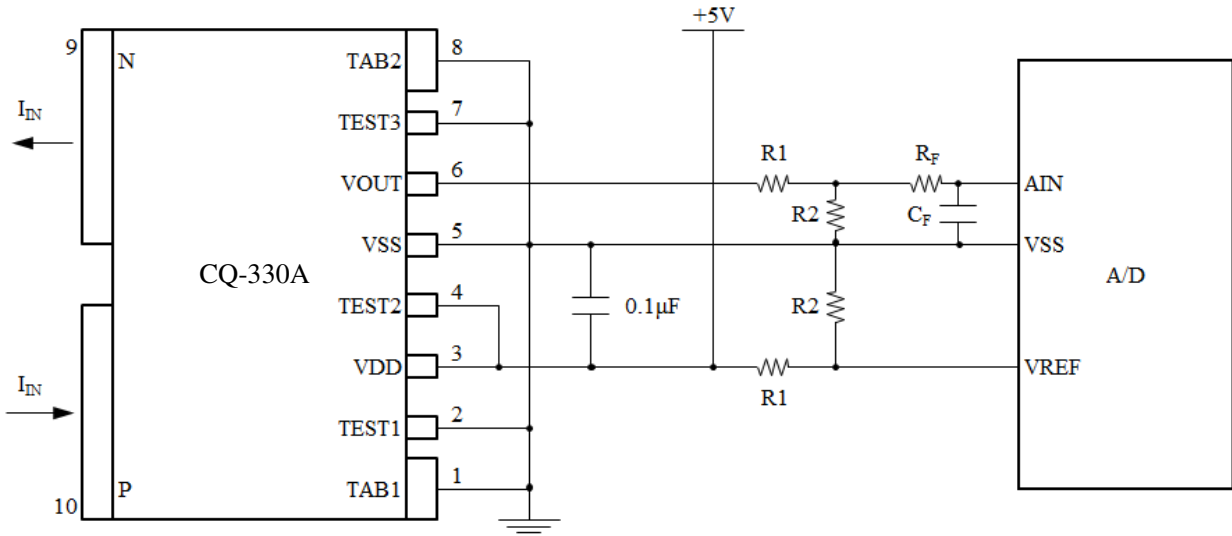 +5V
9
N
TAB2
8
I_IN
TEST3
7
VOUT
6
R1
R_F
AIN
R2
C_F
VSS
5
VSS
CQ-330A
A/D
TEST2
4
0.1µF
R2
VDD
3
VREF
I_IN
R1
TEST1
2
TAB1
1
P
10